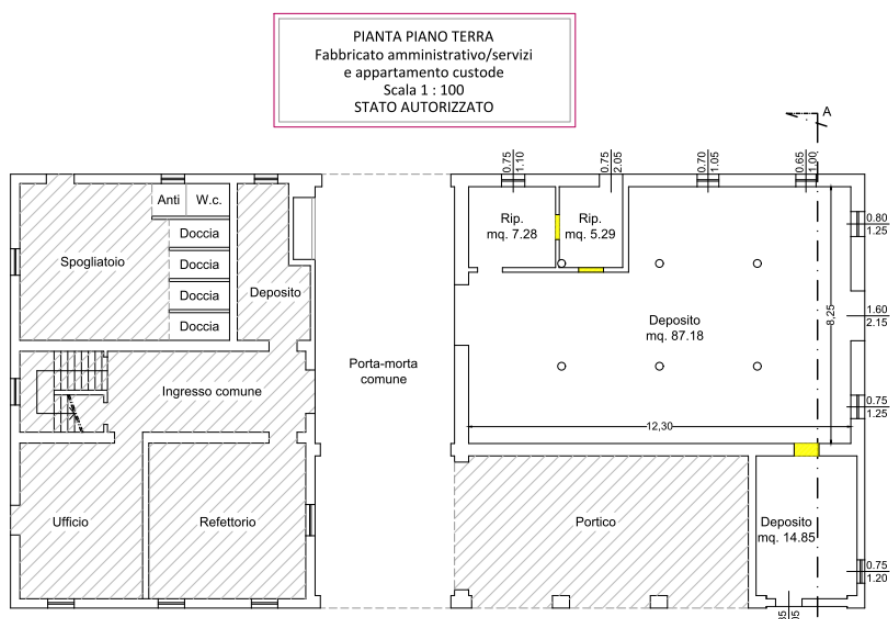 PIANTA PIANO TERRA
Fabbricato amministrativo/servizi
e appartamento custode
Scala 1 : 100
STATO AUTORIZZATO
A
0.75
1.10
0.75
2.05
0.70
1.05
0.65
1.00
Anti
W.c.
Doccia
Doccia
Doccia
Doccia
Spogliatoio
Deposito
Rip.
mq. 7.28
Rip.
mq. 5.29
0.80
1.25
8,25
1.60
2.15
Deposito
mq. 87.18
Porta-morta
comune
Ingresso comune
0.75
1.25
12,30
Ufficio
Refettorio
Portico
Deposito
mq. 14.85
0.75
1.20